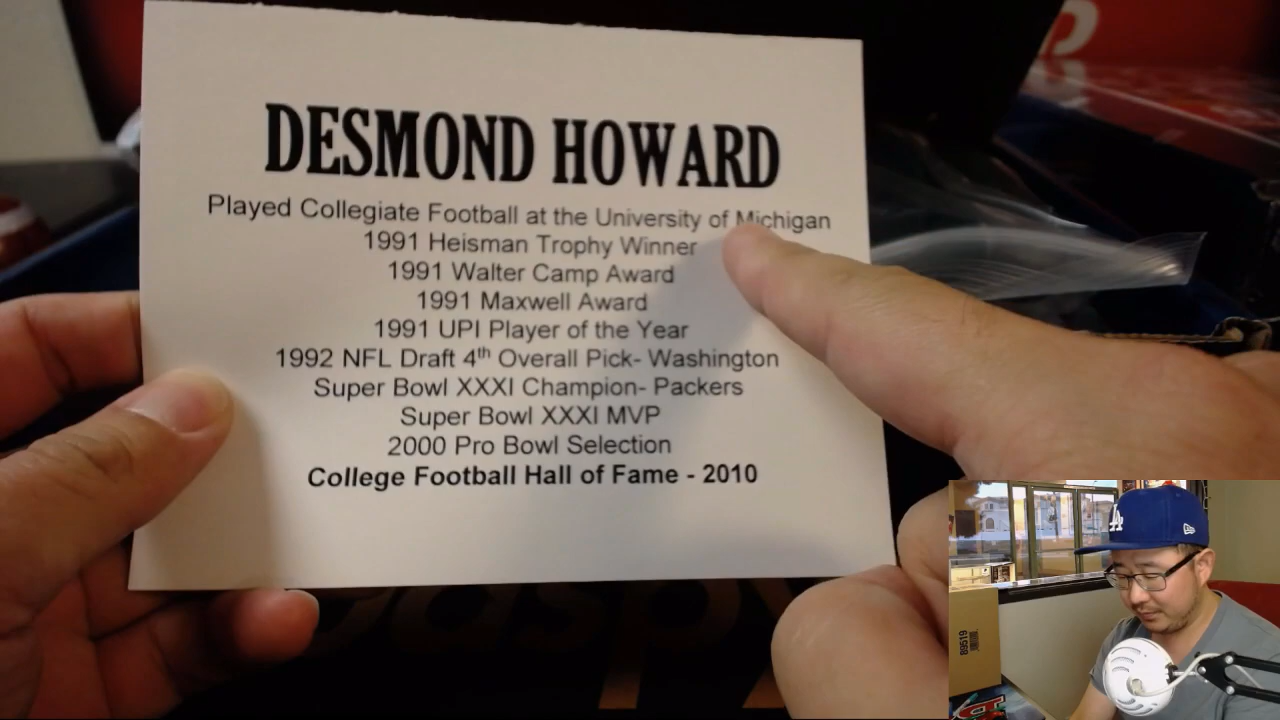 DESMOND HOWARD
Played Collegiate Football at the University of Michigan
1991 Heisman Trophy Winner
1991 Walter Camp Award
1991 Maxwell Award
1991 UPI Player of the Year
1992 NFL Draft 4th Overall Pick- Washington
Super Bowl XXXI Champion- Packers
Super Bowl XXXI MVP
2000 Pro Bowl Selection
College Football Hall of Fame - 2010
LA
89519